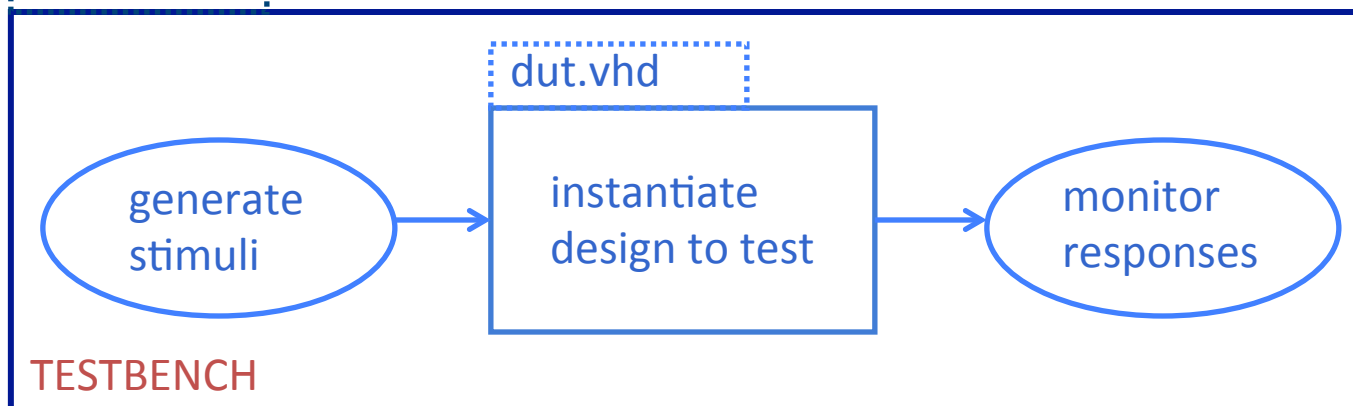 dut.vhd
generate
stimuli
instantiate
design to test
monitor
responses
TESTBENCH